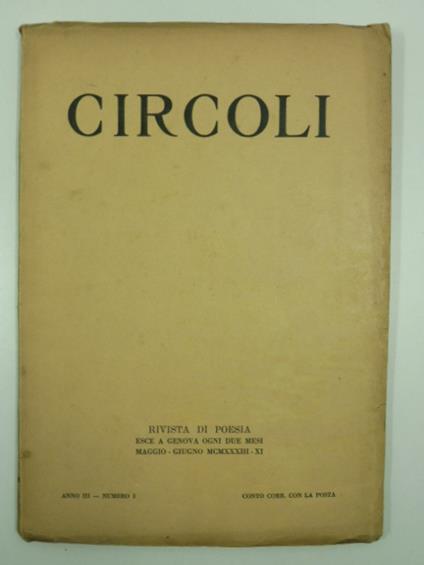 CIRCOLI
RIVISTA DI POESIA
ESCE A GENOVA OGNI DUE MESI
MAGGIO - GIUGNO MCMXXXIII - XI
ANNO III — NUMERO 3 CONTO CORR. CON LA POSTA